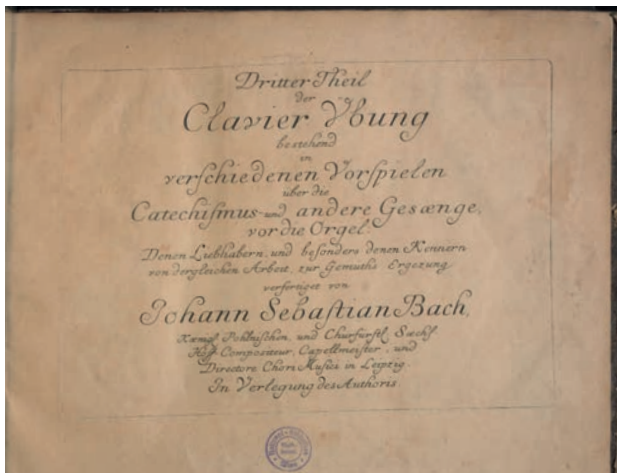 Dritter Theil
der
Clavier Ubung
bestehend
in
verschiedenen Vorspielen
über die
Catechismus- und andere Gesænge,
vor die Orgel:
Denen Liebhabern, und besonders denen Kennern
von dergleichen Arbeit, zur Gemüths Ergezung
verfertiget von
Johann Sebastian Bach,
Kœnigl. Pohlnischen, und Churfürstl. Sæchs.
Hoff-Compositeur, Capellmeister, und
Directore Chori Musici in Leipzig.
In Verlegung des Authoris.